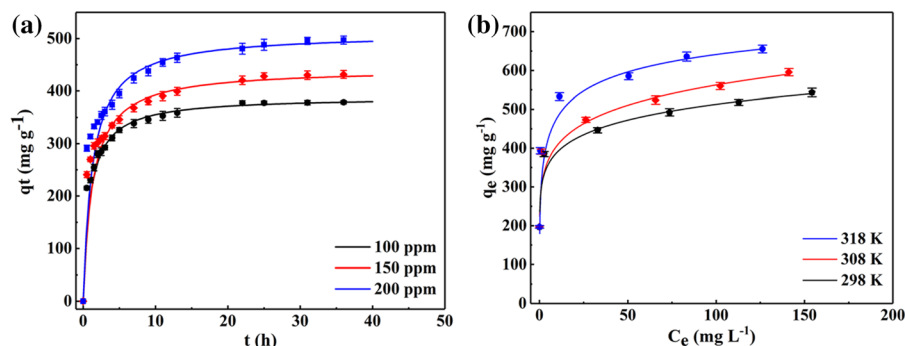 (a)
500
400
300
200
100
0
qt (mg g⁻¹)
0 10 20 30 40 50
t (h)
100 ppm
150 ppm
200 ppm
(b)
700
600
500
400
300
200
100
0
qₑ (mg g⁻¹)
0 50 100 150 200
Cₑ (mg L⁻¹)
318 K
308 K
298 K